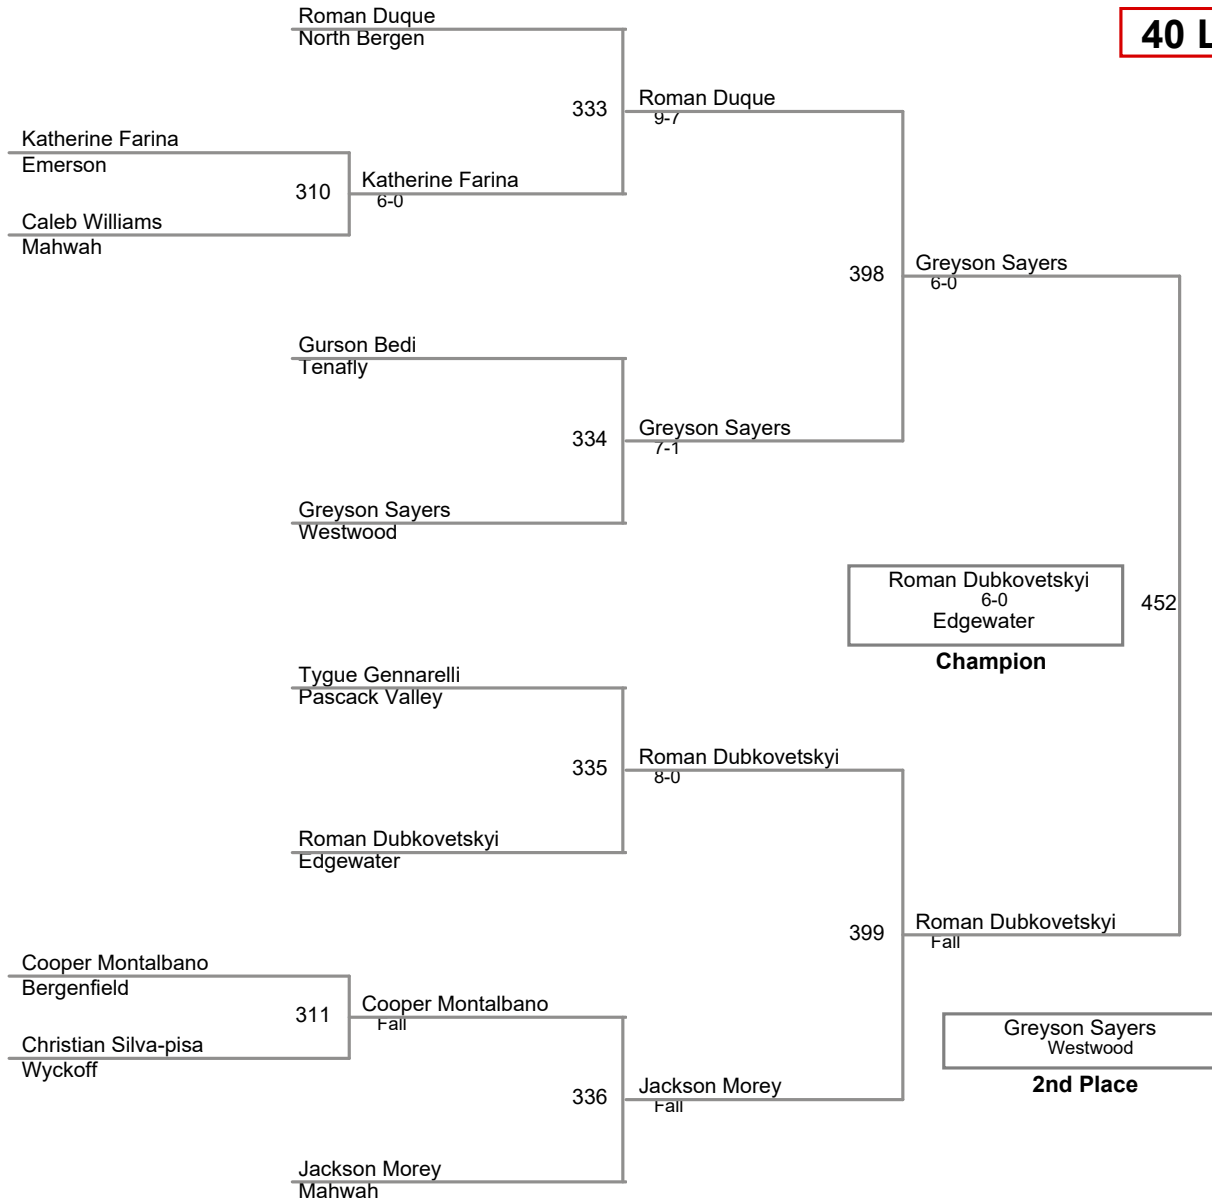 Roman Duque
North Bergen
40 L
333
Roman Duque
9-7
Katherine Farina
Emerson
310
Katherine Farina
6-0
Caleb Williams
Mahwah
398
Greyson Sayers
6-0
Gurson Bedi
Tenafly
334
Greyson Sayers
7-1
Greyson Sayers
Westwood
Roman Dubkovetskyi
6-0
Edgewater
452
Champion
Tygue Gennarelli
Pascack Valley
335
Roman Dubkovetskyi
8-0
Roman Dubkovetskyi
Edgewater
399
Roman Dubkovetskyi
Fall
Cooper Montalbano
Bergenfield
311
Cooper Montalbano
Fall
Christian Silva-pisa
Wyckoff
Greyson Sayers
Westwood
2nd Place
336
Jackson Morey
Fall
Jackson Morey
Mahwah